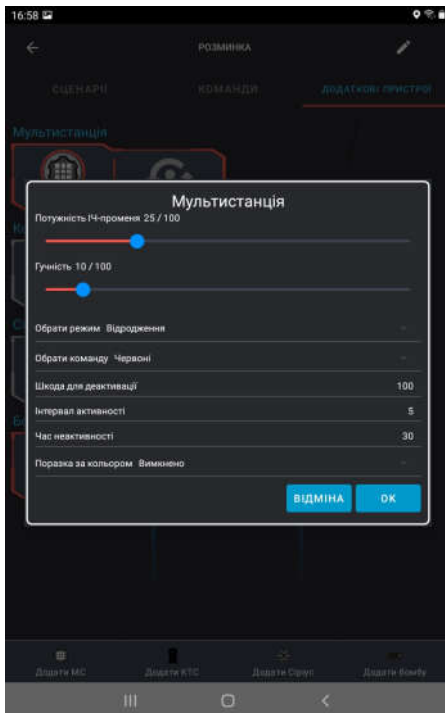 16:58
РОЗМИНКА
СЦЕНАРІЇ КОМАНДИ ДОДАТКОВІ ПРИСТРОЇ
Мультистанція
Мультистанція
Потужність ІЧ-променя 25 / 100
Гучність 10 / 100
Обрати режим Відродження
Обрати команду Червоні
Шкода для деактивації 100
Інтервал активності 5
Час неактивності 30
Поразка за кольором Вимкнено
ВІДМІНА ОК
Додати МС Додати КТС Додати Сіріус Додати бомбу